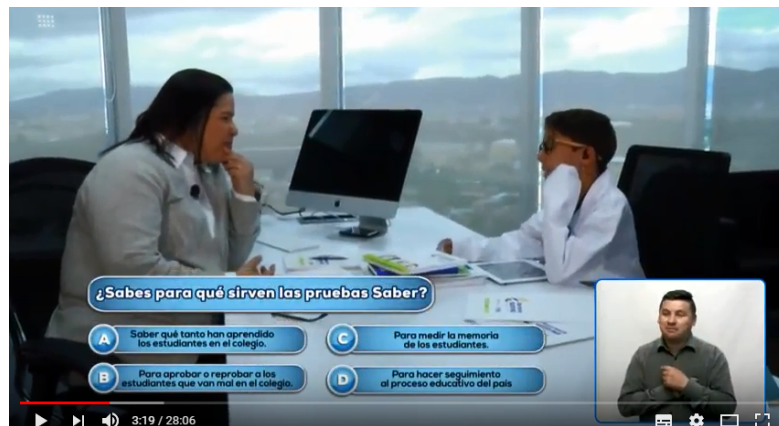 ¿Sabes para qué sirven las pruebas Saber?
A
Saber qué tanto han aprendido
los estudiantes en el colegio.
B
Para aprobar o reprobar a los
estudiantes que van mal en el colegio.
C
Para medir la memoria
de los estudiantes.
D
Para hacer seguimiento
al proceso educativo del país
3:19 / 28:06